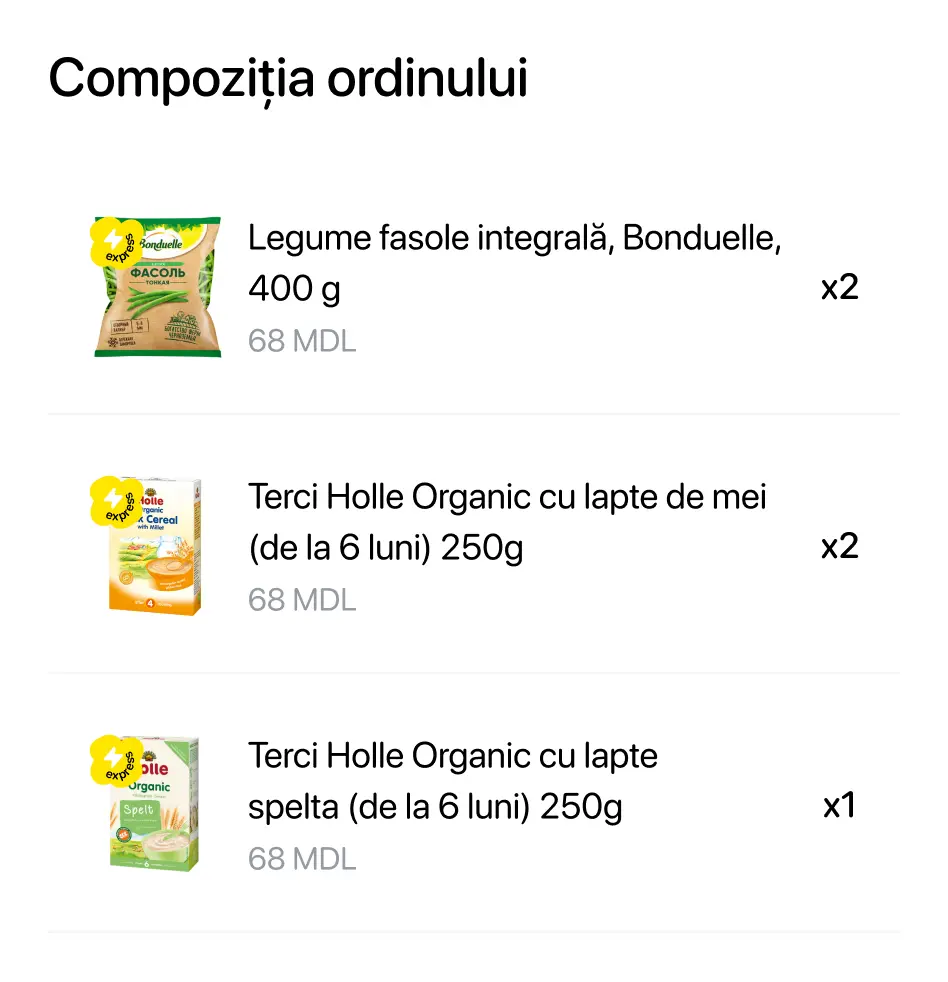 Compoziția ordinului
express
Bonduelle
ФАСОЛЬ
ТОНКАЯ
Legume fasole integrală, Bonduelle,
400 g
68 MDL
x2
express
Holle
Organic
Cereal
with Millet
4
Terci Holle Organic cu lapte de mei
(de la 6 luni) 250g
68 MDL
x2
express
Holle
Organic
Spelt
6
Terci Holle Organic cu lapte
spelta (de la 6 luni) 250g
68 MDL
x1